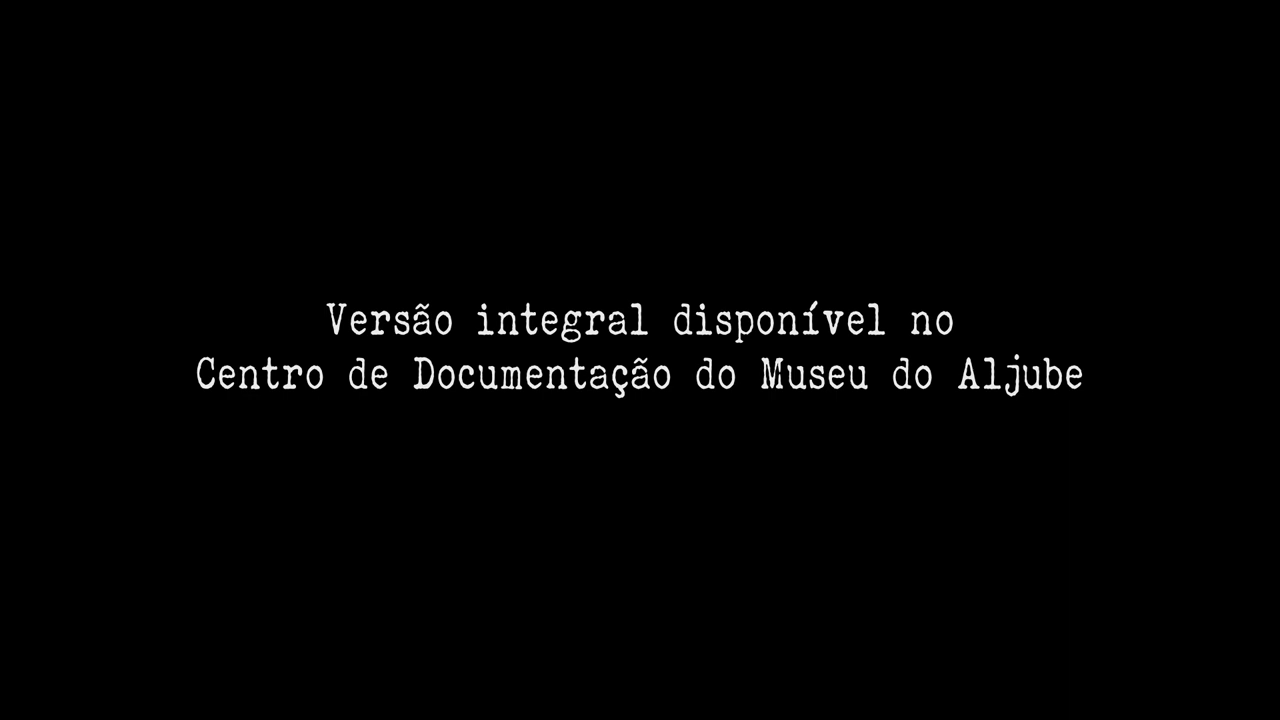 Versão integral disponível no
Centro de Documentação do Museu do Aljube